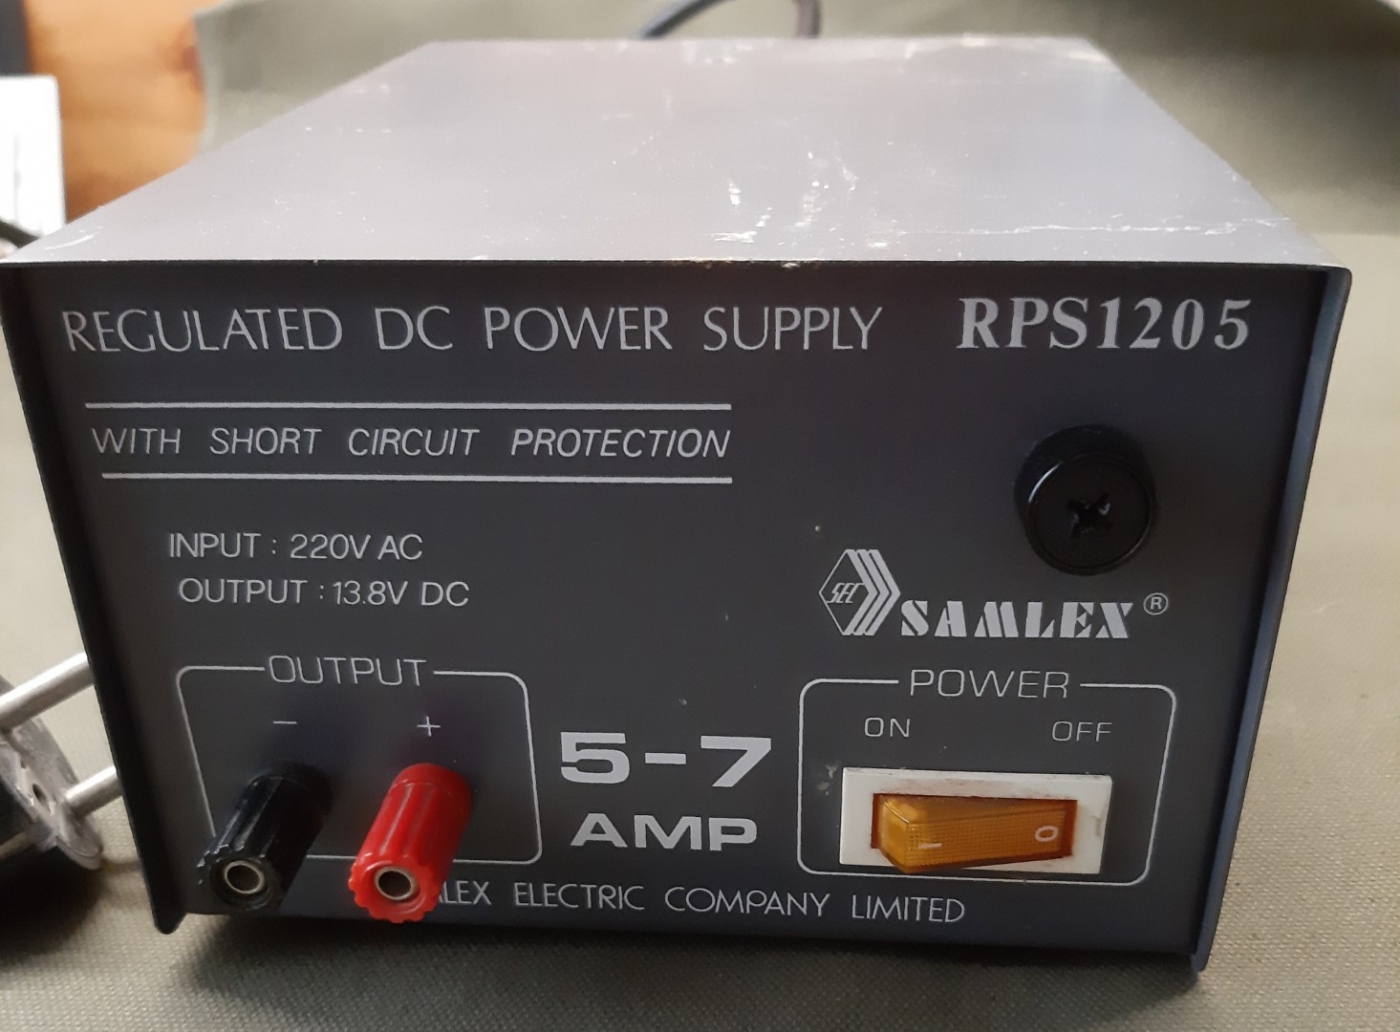 REGULATED DC POWER SUPPLY RPS1205
WITH SHORT CIRCUIT PROTECTION
INPUT : 220V AC
OUTPUT : 13.8V DC
SEC SAMLEX ®
OUTPUT
- +
5-7
AMP
POWER
ON OFF
I O
ELECTRIC COMPANY LIMITED